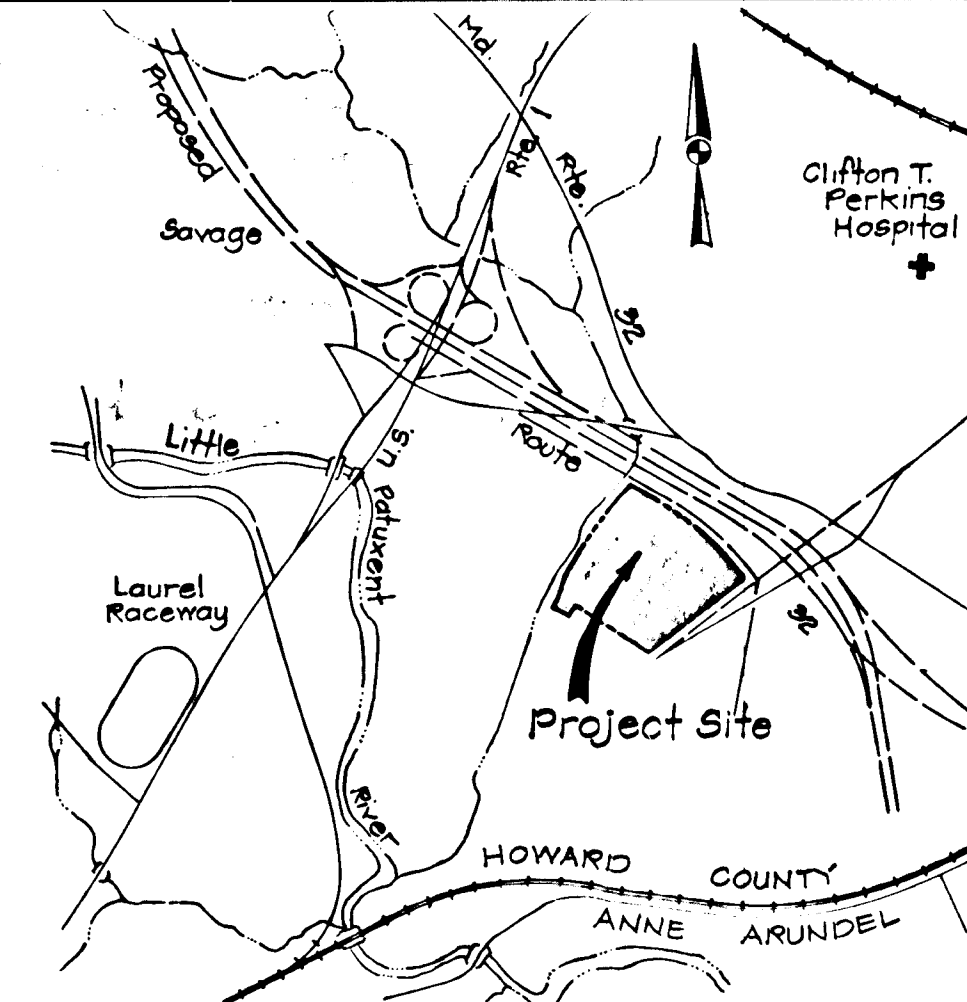 Md.
Rte. 1
Rte.
32
Proposed
Savage
Clifton T.
Perkins
Hospital
Little
U.S.
Route
Patuxent
Laurel
Raceway
32
Project Site
River
HOWARD COUNTY
ANNE ARUNDEL